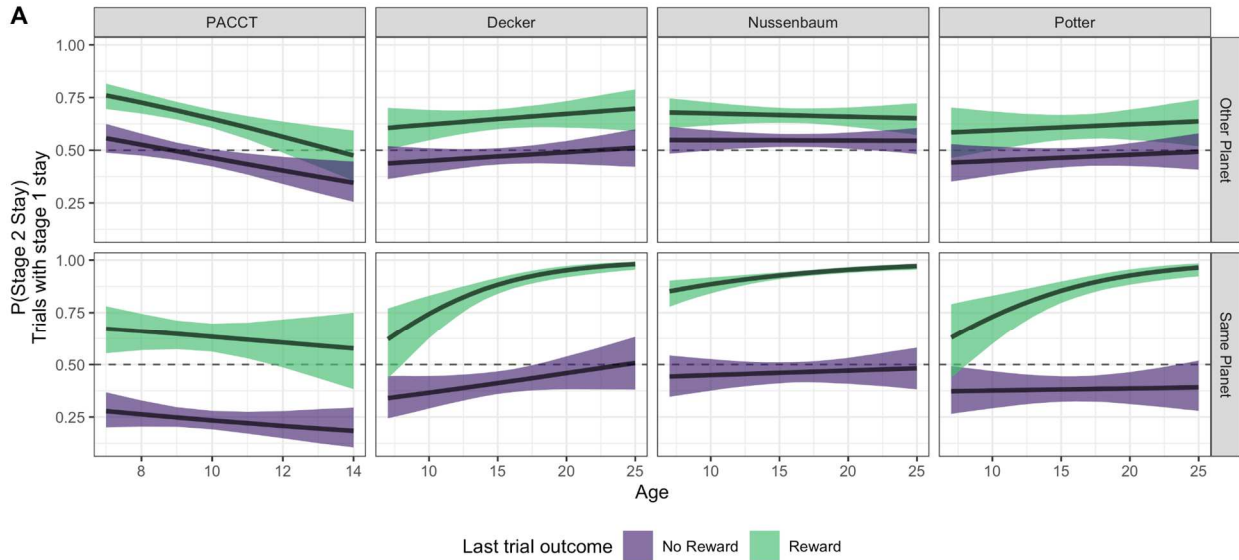 A
PACCT Decker Nussenbaum Potter
1.00
0.75
0.50
0.25
Other Planet
1.00
0.75
0.50
0.25
Same Planet
P(Stage 2 Stay)
Trials with stage 1 stay
8 10 12 14 10 15 20 25 10 15 20 25 10 15 20 25
Age
Last trial outcome No Reward Reward